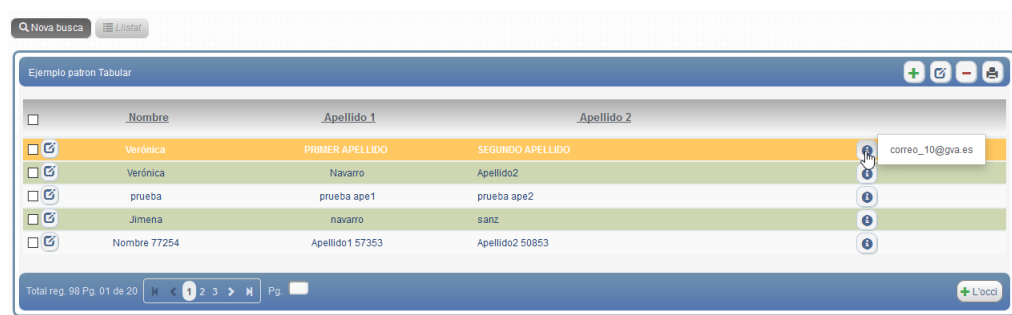 Nova busca Llistat
Ejemplo patron Tabular
Nombre Apellido 1 Apellido 2
Verónica PRIMER APELLIDO SEGUNDO APELLIDO correo_10@gva.es
Verónica Navarro Apellido2
prueba prueba ape1 prueba ape2
Jimena navarro sanz
Nombre 77254 Apellido1 57353 Apellido2 50853
Total reg. 98 Pg. 01 de 20 1 2 3 Pg. L'occi